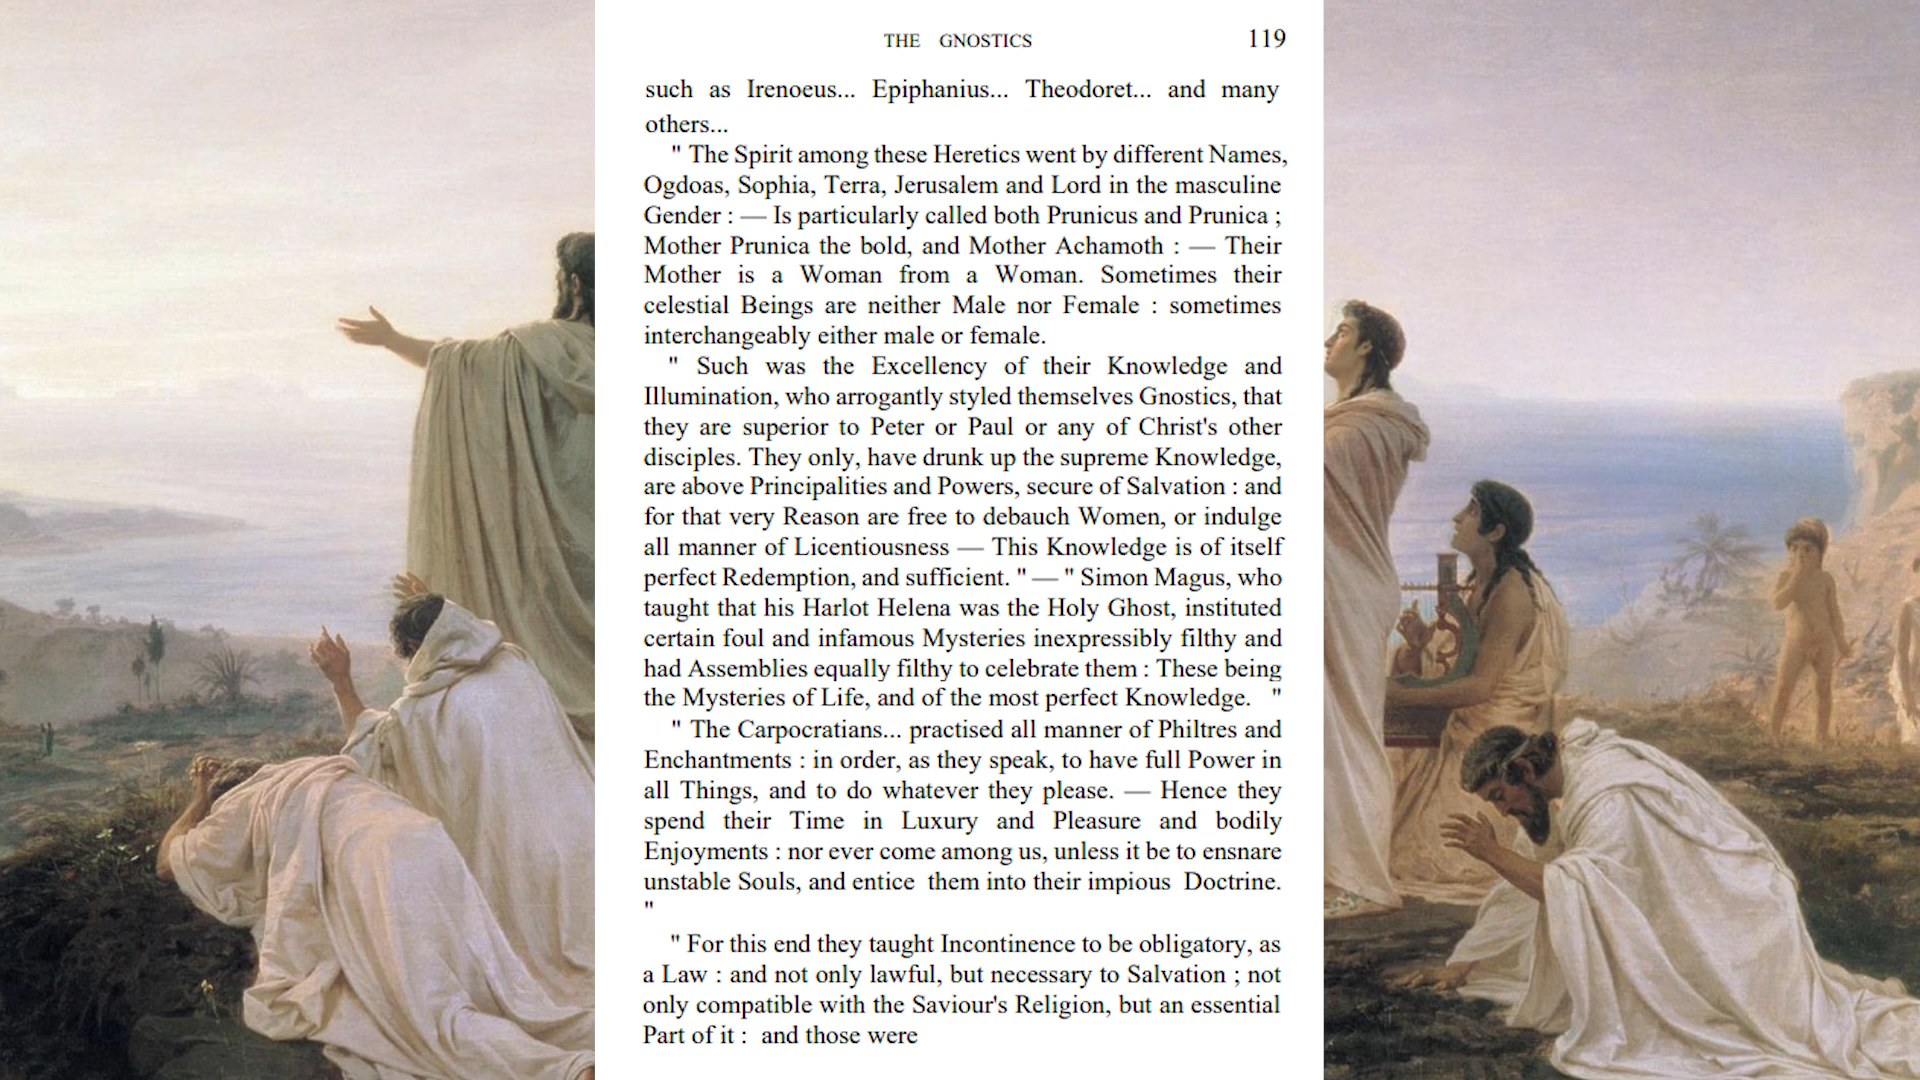 THE GNOSTICS 119
such as Irenoeus... Epiphanius... Theodoret... and many
others...
" The Spirit among these Heretics went by different Names,
Ogdoas, Sophia, Terra, Jerusalem and Lord in the masculine
Gender : — Is particularly called both Prunicus and Prunica ;
Mother Prunica the bold, and Mother Achamoth : — Their
Mother is a Woman from a Woman. Sometimes their
celestial Beings are neither Male nor Female : sometimes
interchangeably either male or female.
" Such was the Excellency of their Knowledge and
Illumination, who arrogantly styled themselves Gnostics, that
they are superior to Peter or Paul or any of Christ's other
disciples. They only, have drunk up the supreme Knowledge,
are above Principalities and Powers, secure of Salvation : and
for that very Reason are free to debauch Women, or indulge
all manner of Licentiousness — This Knowledge is of itself
perfect Redemption, and sufficient. " — " Simon Magus, who
taught that his Harlot Helena was the Holy Ghost, instituted
certain foul and infamous Mysteries inexpressibly filthy and
had Assemblies equally filthy to celebrate them : These being
the Mysteries of Life, and of the most perfect Knowledge. "
" The Carpocratians... practised all manner of Philtres and
Enchantments : in order, as they speak, to have full Power in
all Things, and to do whatever they please. — Hence they
spend their Time in Luxury and Pleasure and bodily
Enjoyments : nor ever come among us, unless it be to ensnare
unstable Souls, and entice them into their impious Doctrine.
"
" For this end they taught Incontinence to be obligatory, as
a Law : and not only lawful, but necessary to Salvation ; not
only compatible with the Saviour's Religion, but an essential
Part of it : and those were